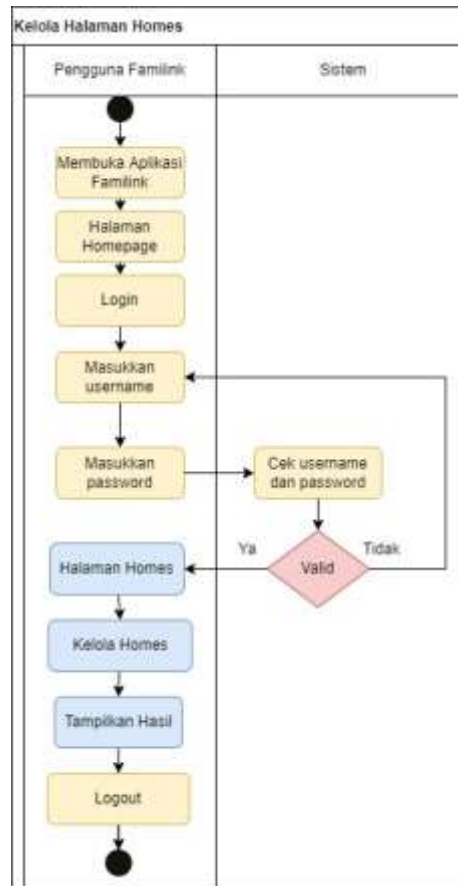 Kelola Halaman Homes
Pengguna Familink
Sistem
Membuka Aplikasi
Familink
Halaman
Homepage
Login
Masukkan
username
Masukkan
password
Cek username
dan password
Ya
Valid
Tidak
Halaman Homes
Kelola Homes
Tampilkan Hasil
Logout